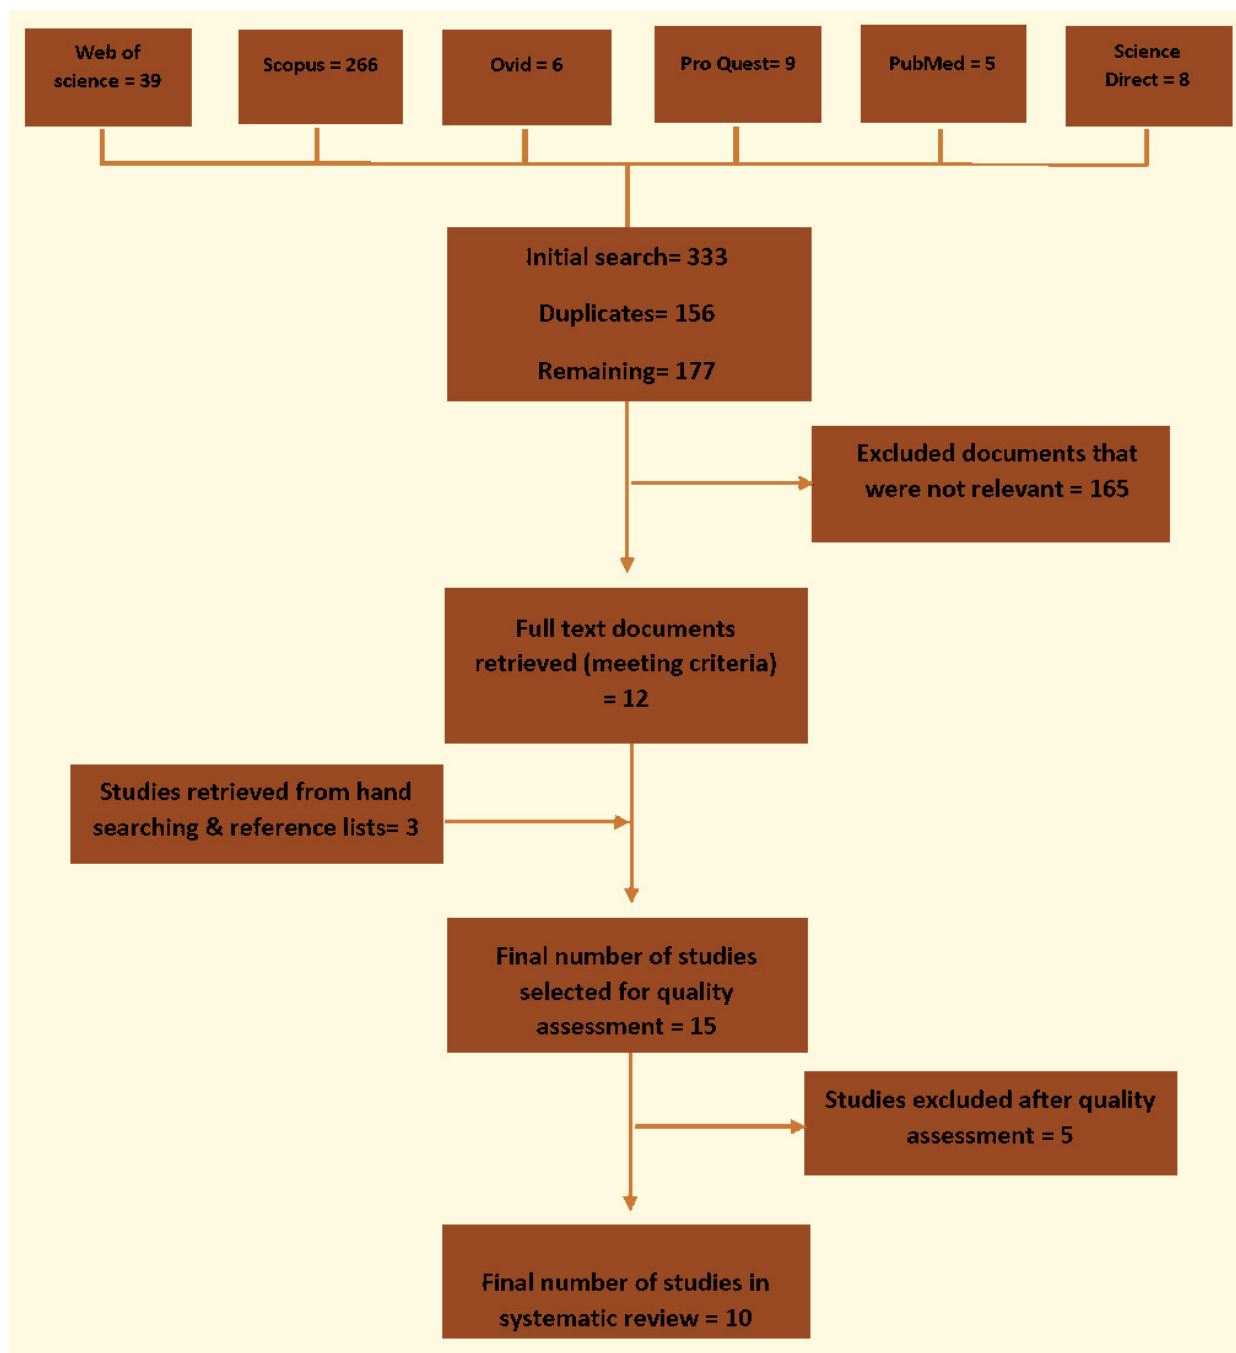 Web of
science = 39
Scopus = 266
Ovid = 6
Pro Quest= 9
PubMed = 5
Science
Direct = 8
Initial search= 333
Duplicates= 156
Remaining= 177
Excluded documents that
were not relevant = 165
Full text documents
retrieved (meeting criteria)
= 12
Studies retrieved from hand
searching & reference lists= 3
Final number of studies
selected for quality
assessment = 15
Studies excluded after quality
assessment = 5
Final number of studies in
systematic review = 10